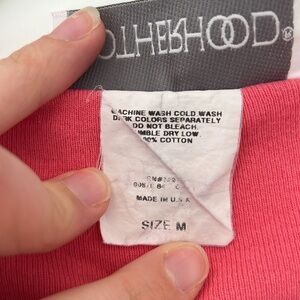 OTHERHOOD®
MACHINE WASH COLD WASH
DARK COLORS SEPARATELY
DO NOT BLEACH
TUMBLE DRY LOW
100% COTTON
RN#
MADE IN U.S.A
SIZE M